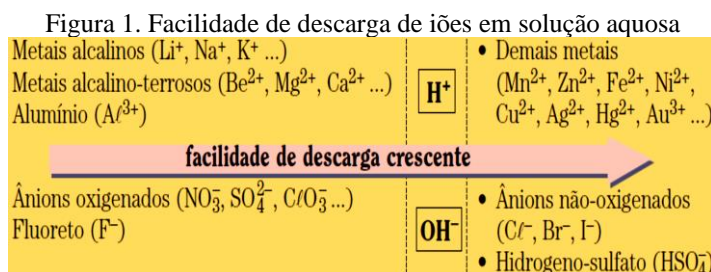 Figura 1. Facilidade de descarga de iões em solução aquosa
Metais alcalinos (Li⁺, Na⁺, K⁺ ...)
Metais alcalino-terrosos (Be²⁺, Mg²⁺, Ca²⁺ ...)
Alumínio (Aℓ³⁺)
H⁺
• Demais metais
(Mn²⁺, Zn²⁺, Fe²⁺, Ni²⁺,
Cu²⁺, Ag²⁺, Hg²⁺, Au³⁺ ...)
facilidade de descarga crescente
Ânions oxigenados (NO₃⁻, SO₄²⁻, CℓO₃⁻ ...)
Fluoreto (F⁻)
OH⁻
• Ânions não-oxigenados
(Cℓ⁻, Br⁻, I⁻)
• Hidrogeno-sulfato (HSO₄⁻)